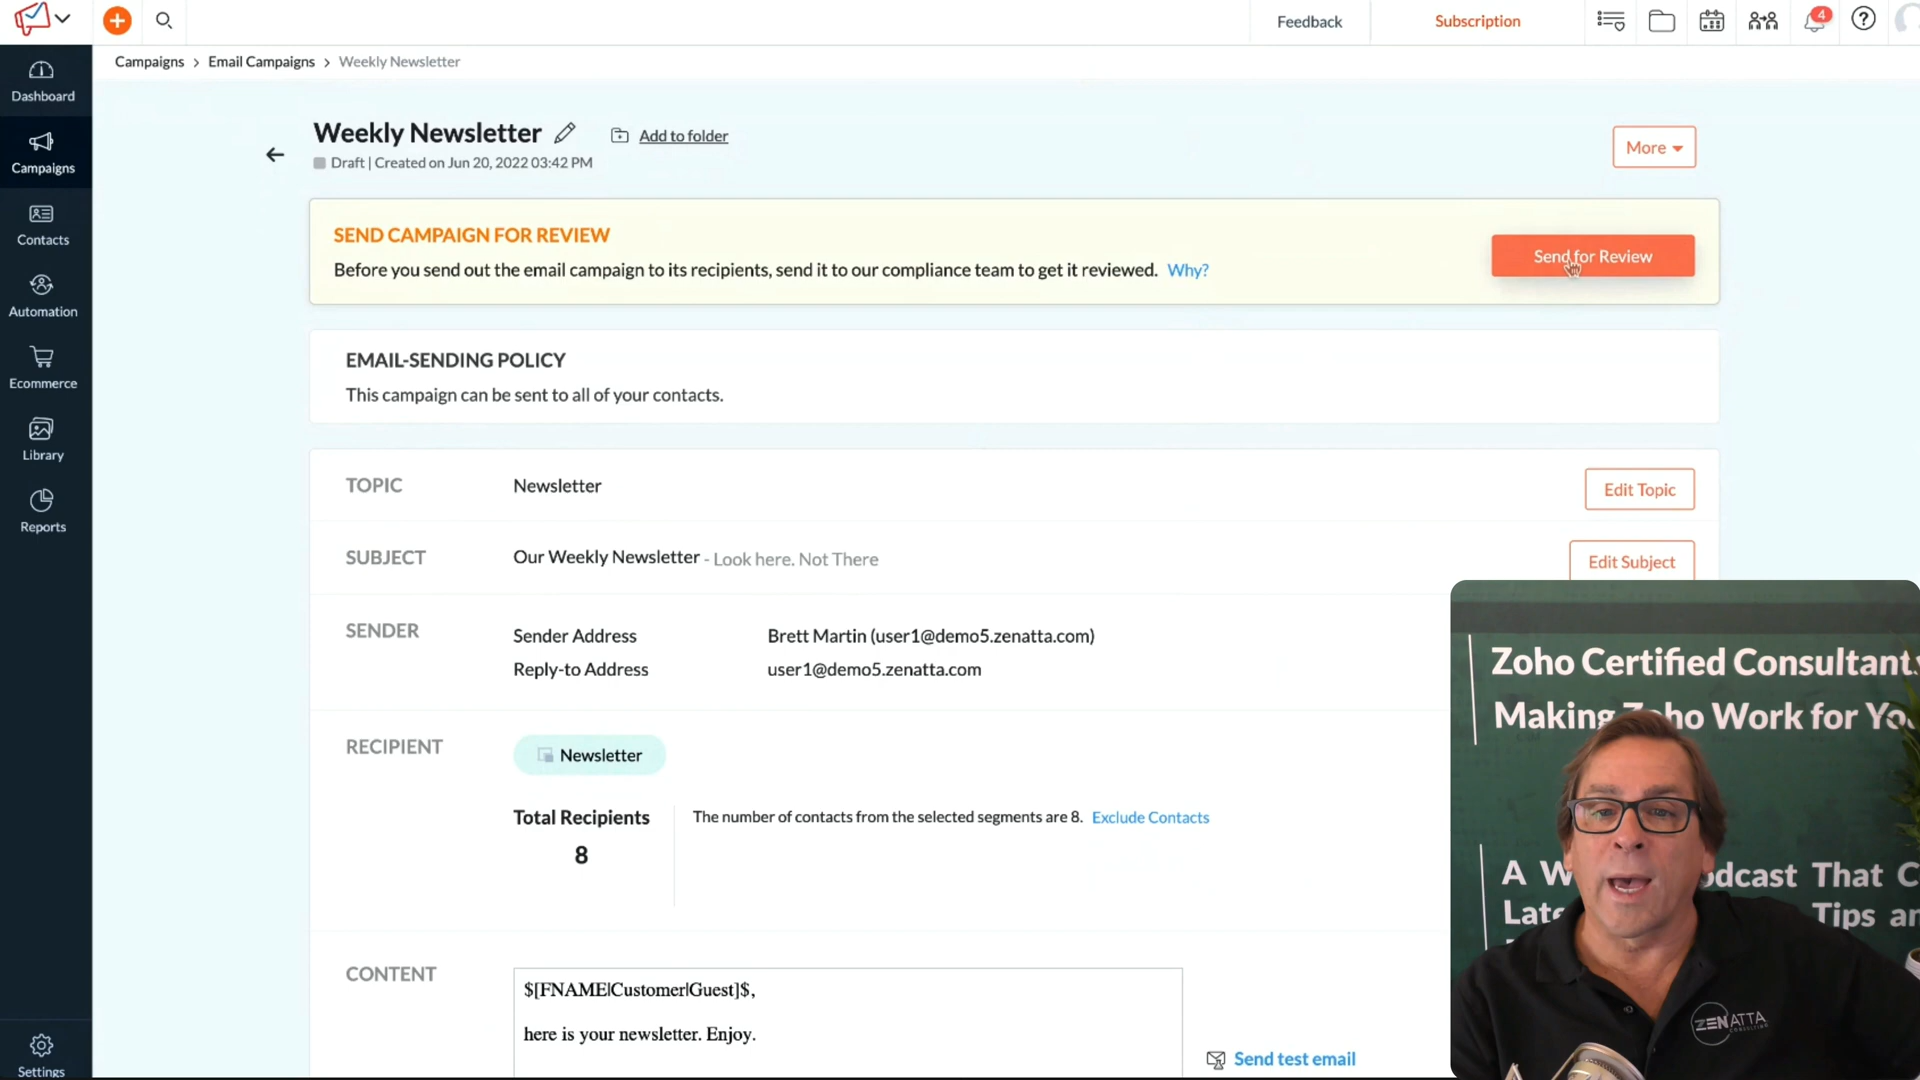 Feedback
Subscription
4
Campaigns > Email Campaigns > Weekly Newsletter
Dashboard
Campaigns
Contacts
Automation
Ecommerce
Library
Reports
Settings
Weekly Newsletter
Add to folder
Draft | Created on Jun 20, 2022 03:42 PM
More
SEND CAMPAIGN FOR REVIEW
Before you send out the email campaign to its recipients, send it to our compliance team to get it reviewed. Why?
Send for Review
EMAIL-SENDING POLICY
This campaign can be sent to all of your contacts.
TOPIC Newsletter Edit Topic
SUBJECT Our Weekly Newsletter - Look here. Not There Edit Subject
SENDER Sender Address Brett Martin (user1@demo5.zenatta.com)
Reply-to Address user1@demo5.zenatta.com
RECIPIENT Newsletter
Total Recipients The number of contacts from the selected segments are 8. Exclude Contacts
8
CONTENT
$[FNAME|Customer|Guest]$,
here is your newsletter. Enjoy.
Send test email
Zoho Certified Consultant
Making Zoho Work for
That
Tips
ZENATTA
CONSULTING